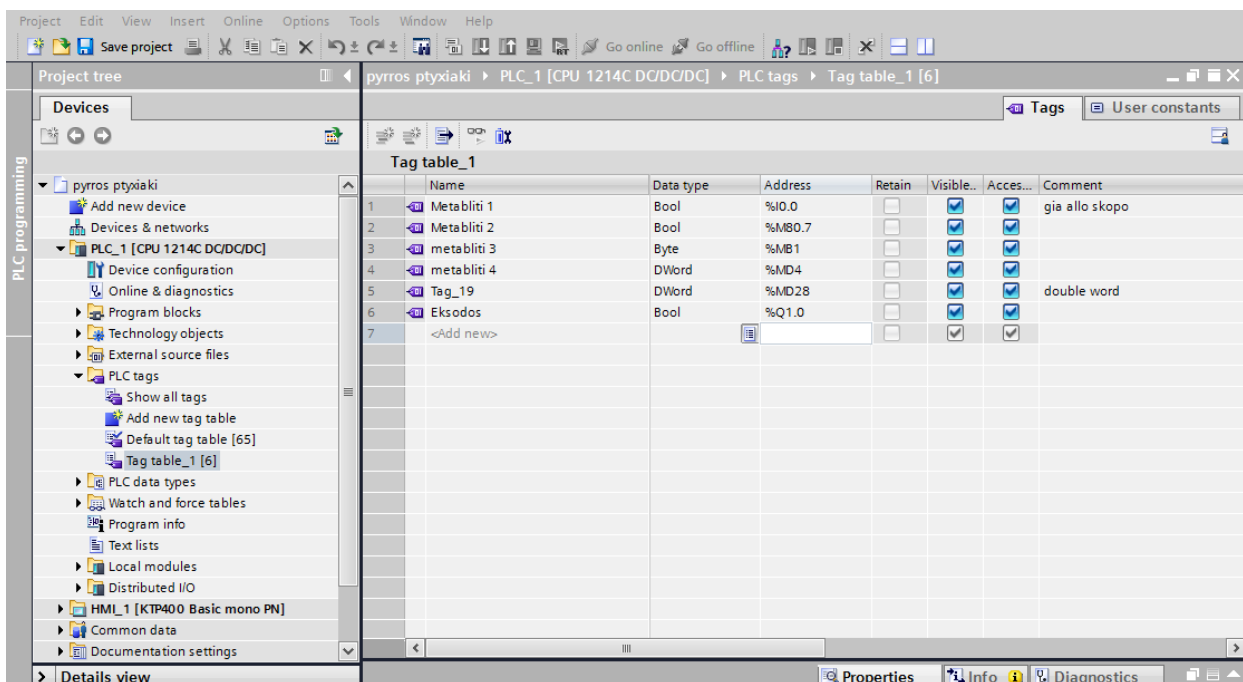 Project Edit View Insert Online Options Tools Window Help
Save project Go online Go offline
Project tree
pyrros ptyxiaki PLC_1 [CPU 1214C DC/DC/DC] PLC tags Tag table_1 [6]
Devices
Tags User constants
PLC programming
Tag table_1
pyrros ptyxiaki
Add new device
Devices & networks
PLC_1 [CPU 1214C DC/DC/DC]
Device configuration
Online & diagnostics
Program blocks
Technology objects
External source files
PLC tags
Show all tags
Add new tag table
Default tag table [65]
Tag table_1 [6]
PLC data types
Watch and force tables
Program info
Text lists
Local modules
Distributed I/O
HMI_1 [KTP400 Basic mono PN]
Common data
Documentation settings
Details view
Name Data type Address Retain Visible.. Acces... Comment
1 Metabliti 1 Bool %I0.0 gia allo skopo
2 Metabliti 2 Bool %M80.7
3 metabliti 3 Byte %MB1
4 metabliti 4 DWord %MD4
5 Tag_19 DWord %MD28 double word
6 Eksodos Bool %Q1.0
7 <Add new>
Properties Info Diagnostics